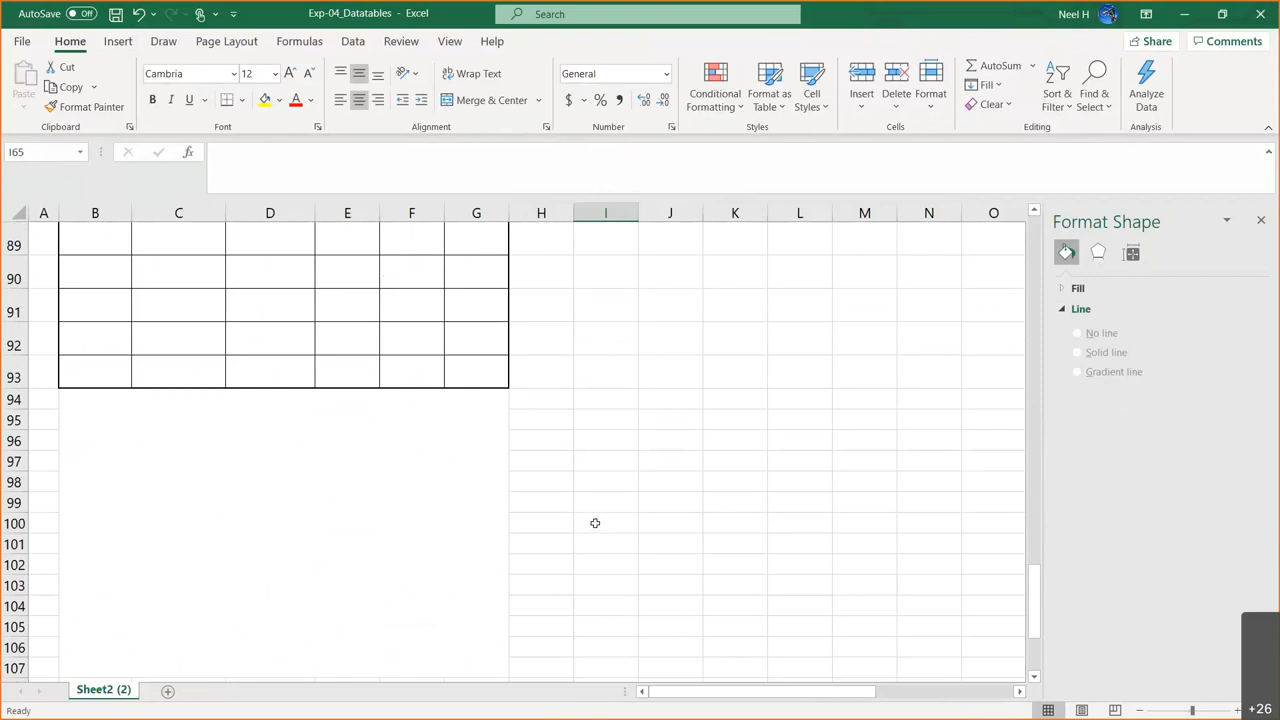 AutoSave Off Exp-04_Datatables - Excel Search Neel H
File Home Insert Draw Page Layout Formulas Data Review View Help Share Comments
Paste Cut Copy Format Painter Clipboard
Cambria 12 B I U A Font
Wrap Text Merge & Center Alignment
General $ % , Number
Conditional Formatting Format as Table Cell Styles Styles
Insert Delete Format Cells
AutoSum Fill Clear Sort & Filter Find & Select Editing
Analyze Data Analysis
I65 fx
A B C D E F G H I J K L M N O
89
90
91
92
93
94
95
96
97
98
99
100
101
102
103
104
105
106
107
Format Shape
Fill
Line
No line
Solid line
Gradient line
Sheet2 (2)
Ready +26